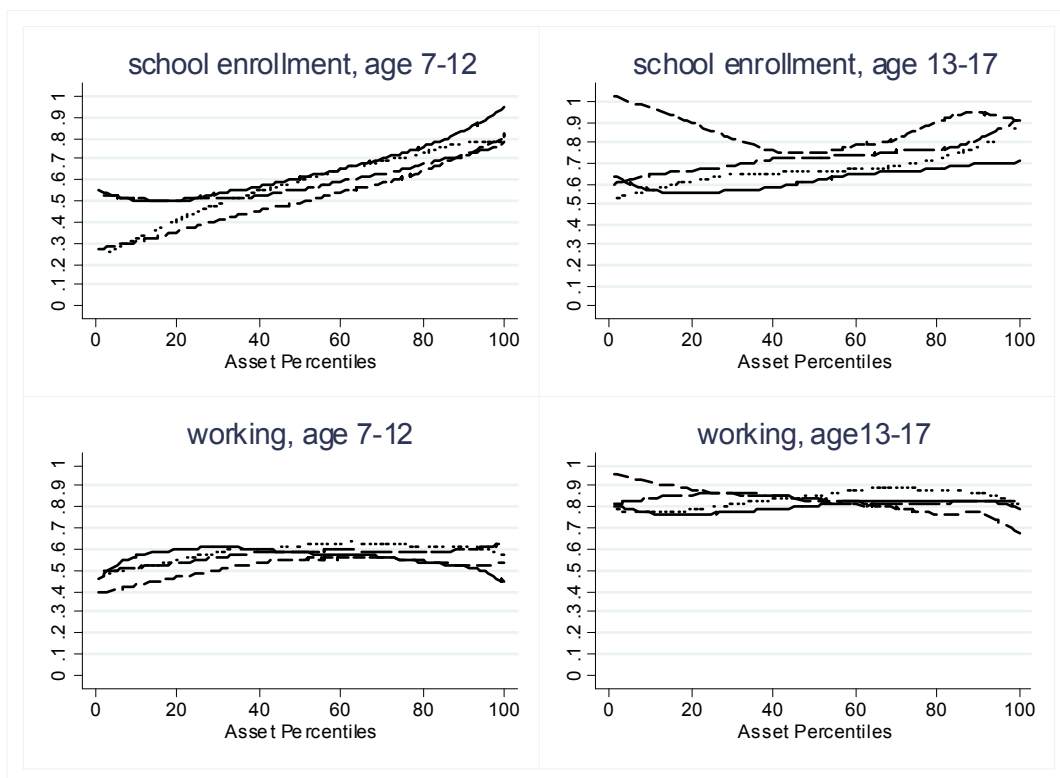 school enrollment, age 7-12
0 .1 .2 .3 .4 .5 .6 .7 .8 .9 1
0 20 40 60 80 100
Asset Percentiles
school enrollment, age 13-17
0 .1 .2 .3 .4 .5 .6 .7 .8 .9 1
0 20 40 60 80 100
Asset Percentiles
working, age 7-12
0 .1 .2 .3 .4 .5 .6 .7 .8 .9 1
0 20 40 60 80 100
Asset Percentiles
working, age13-17
0 .1 .2 .3 .4 .5 .6 .7 .8 .9 1
0 20 40 60 80 100
Asset Percentiles